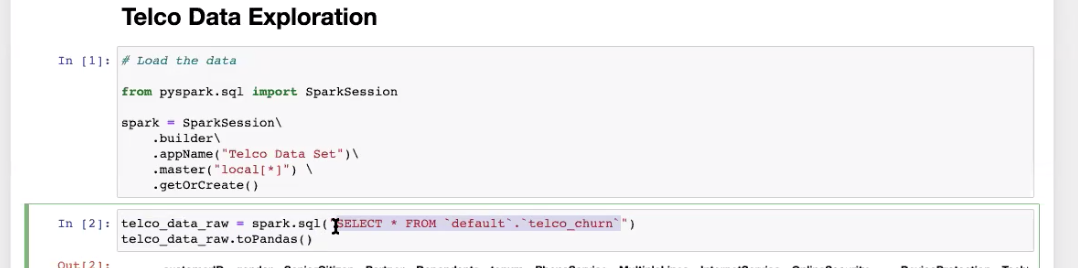 Telco Data Exploration
In [1]: # Load the data
from pyspark.sql import SparkSession
spark = SparkSession\
.builder\
.appName("Telco Data Set")\
.master("local[*]") \
.getOrCreate()
In [2]: telco_data_raw = spark.sql("SELECT * FROM `default`.`telco_churn`")
telco_data_raw.toPandas()
Out[2]: